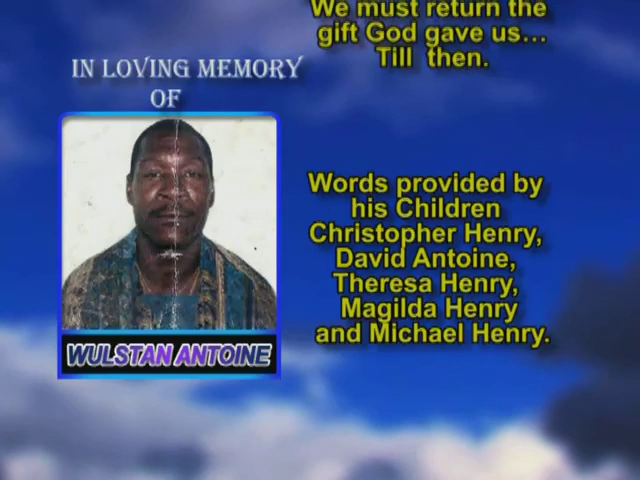 We must return the
gift God gave us...
Till then.
IN LOVING MEMORY
OF
WULSTAN ANTOINE
Words provided by
his Children
Christopher Henry,
David Antoine,
Theresa Henry,
Magilda Henry
and Michael Henry.